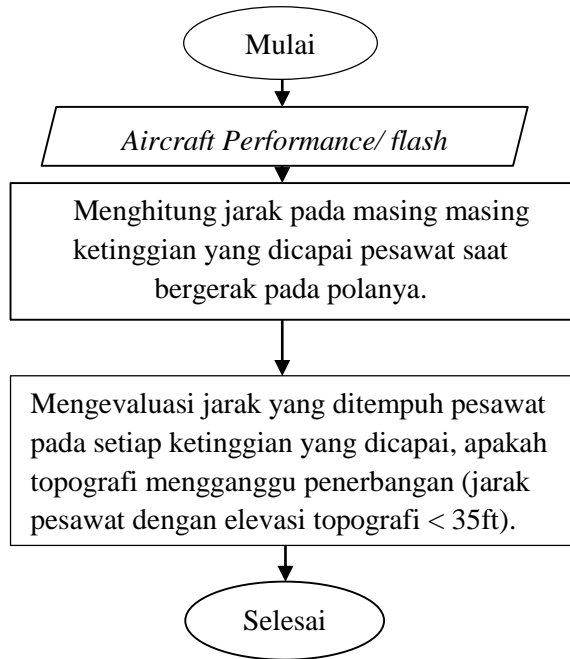 Mulai
Aircraft Performance/ flash
Menghitung jarak pada masing masing
ketinggian yang dicapai pesawat saat
bergerak pada polanya.
Mengevaluasi jarak yang ditempuh pesawat
pada setiap ketinggian yang dicapai, apakah
topografi mengganggu penerbangan (jarak
pesawat dengan elevasi topografi < 35ft).
Selesai